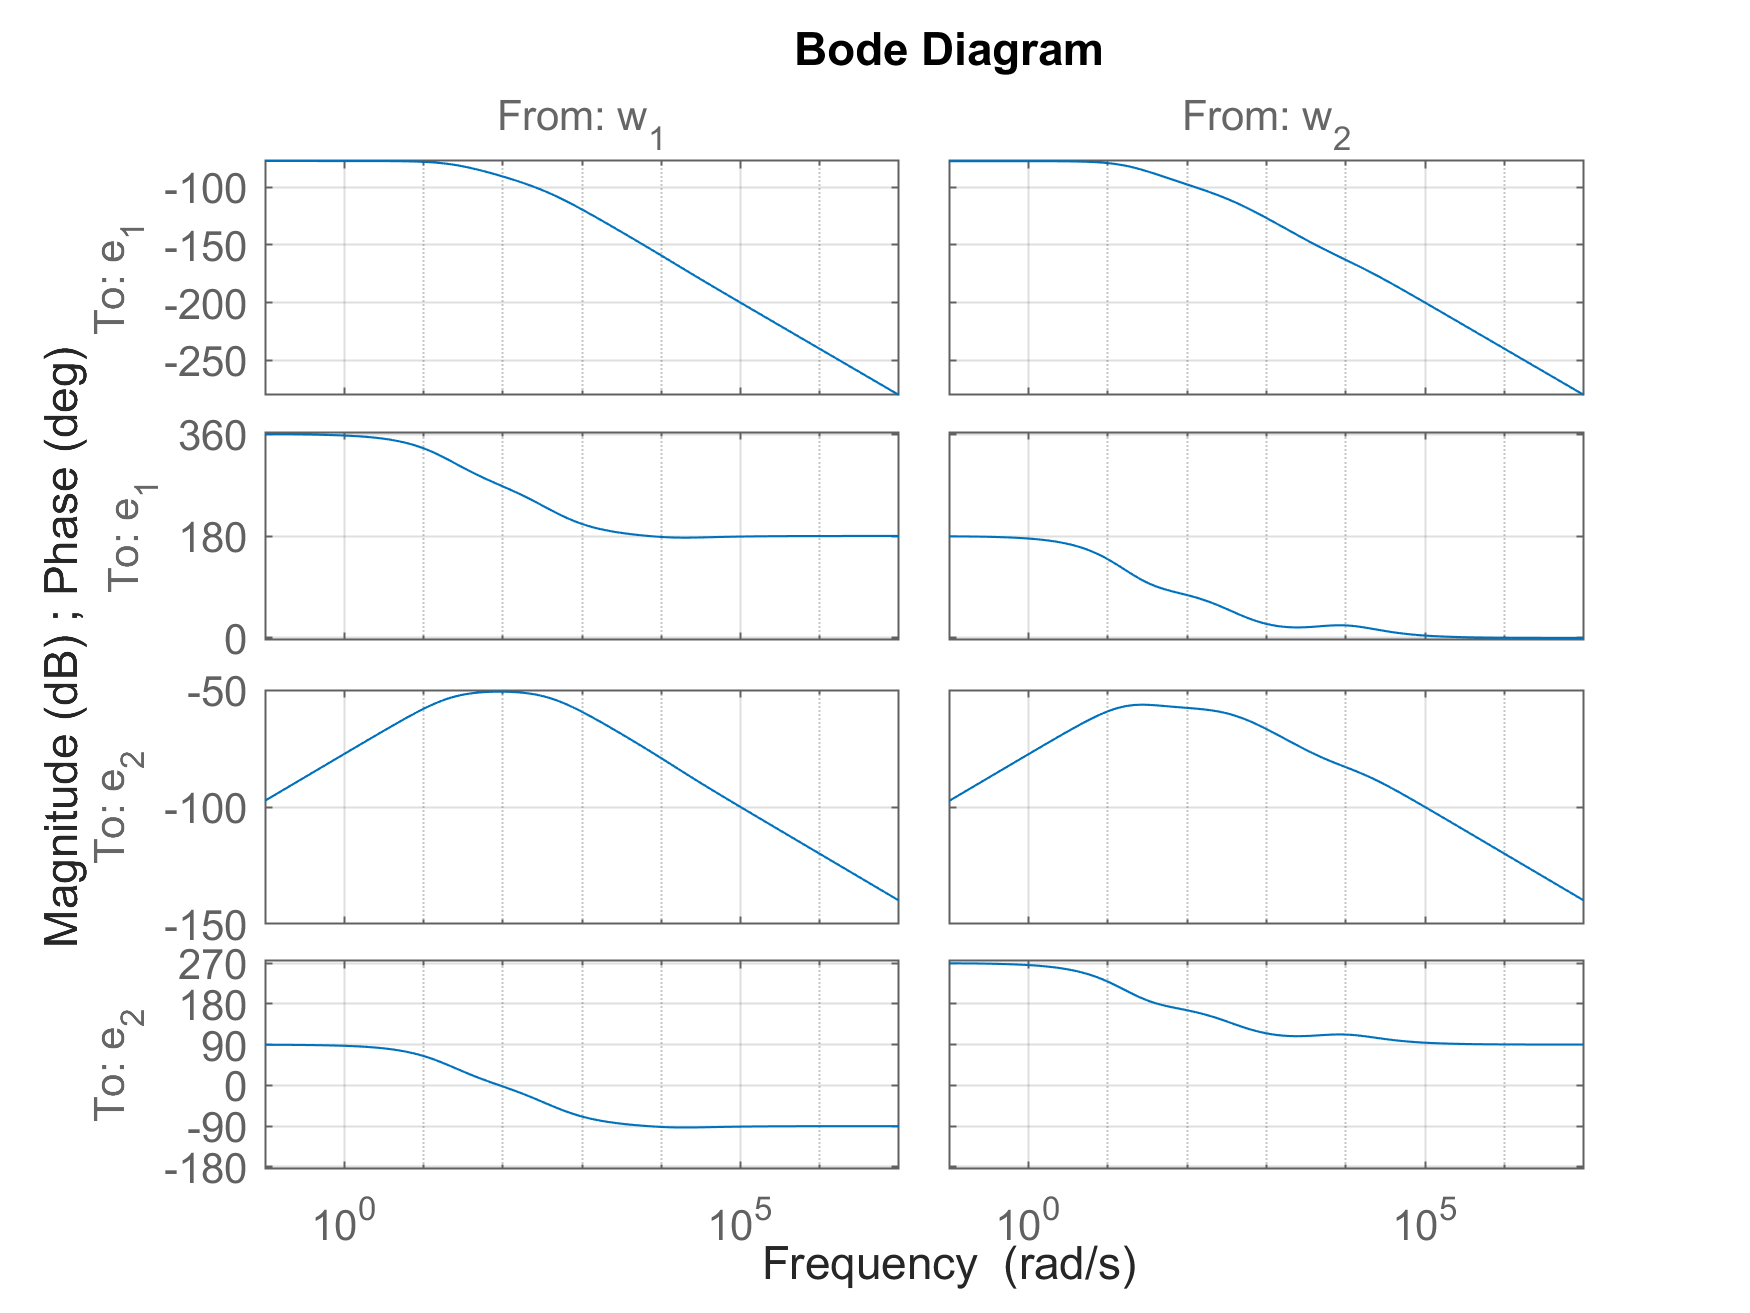 Bode Diagram
From: w1
From: w2
To: e1
-100
-150
-200
-250
To: e1
360
180
0
To: e2
-50
-100
-150
To: e2
270
180
90
0
-90
-180
Magnitude (dB) ; Phase (deg)
10^0
10^5
10^0
10^5
Frequency (rad/s)